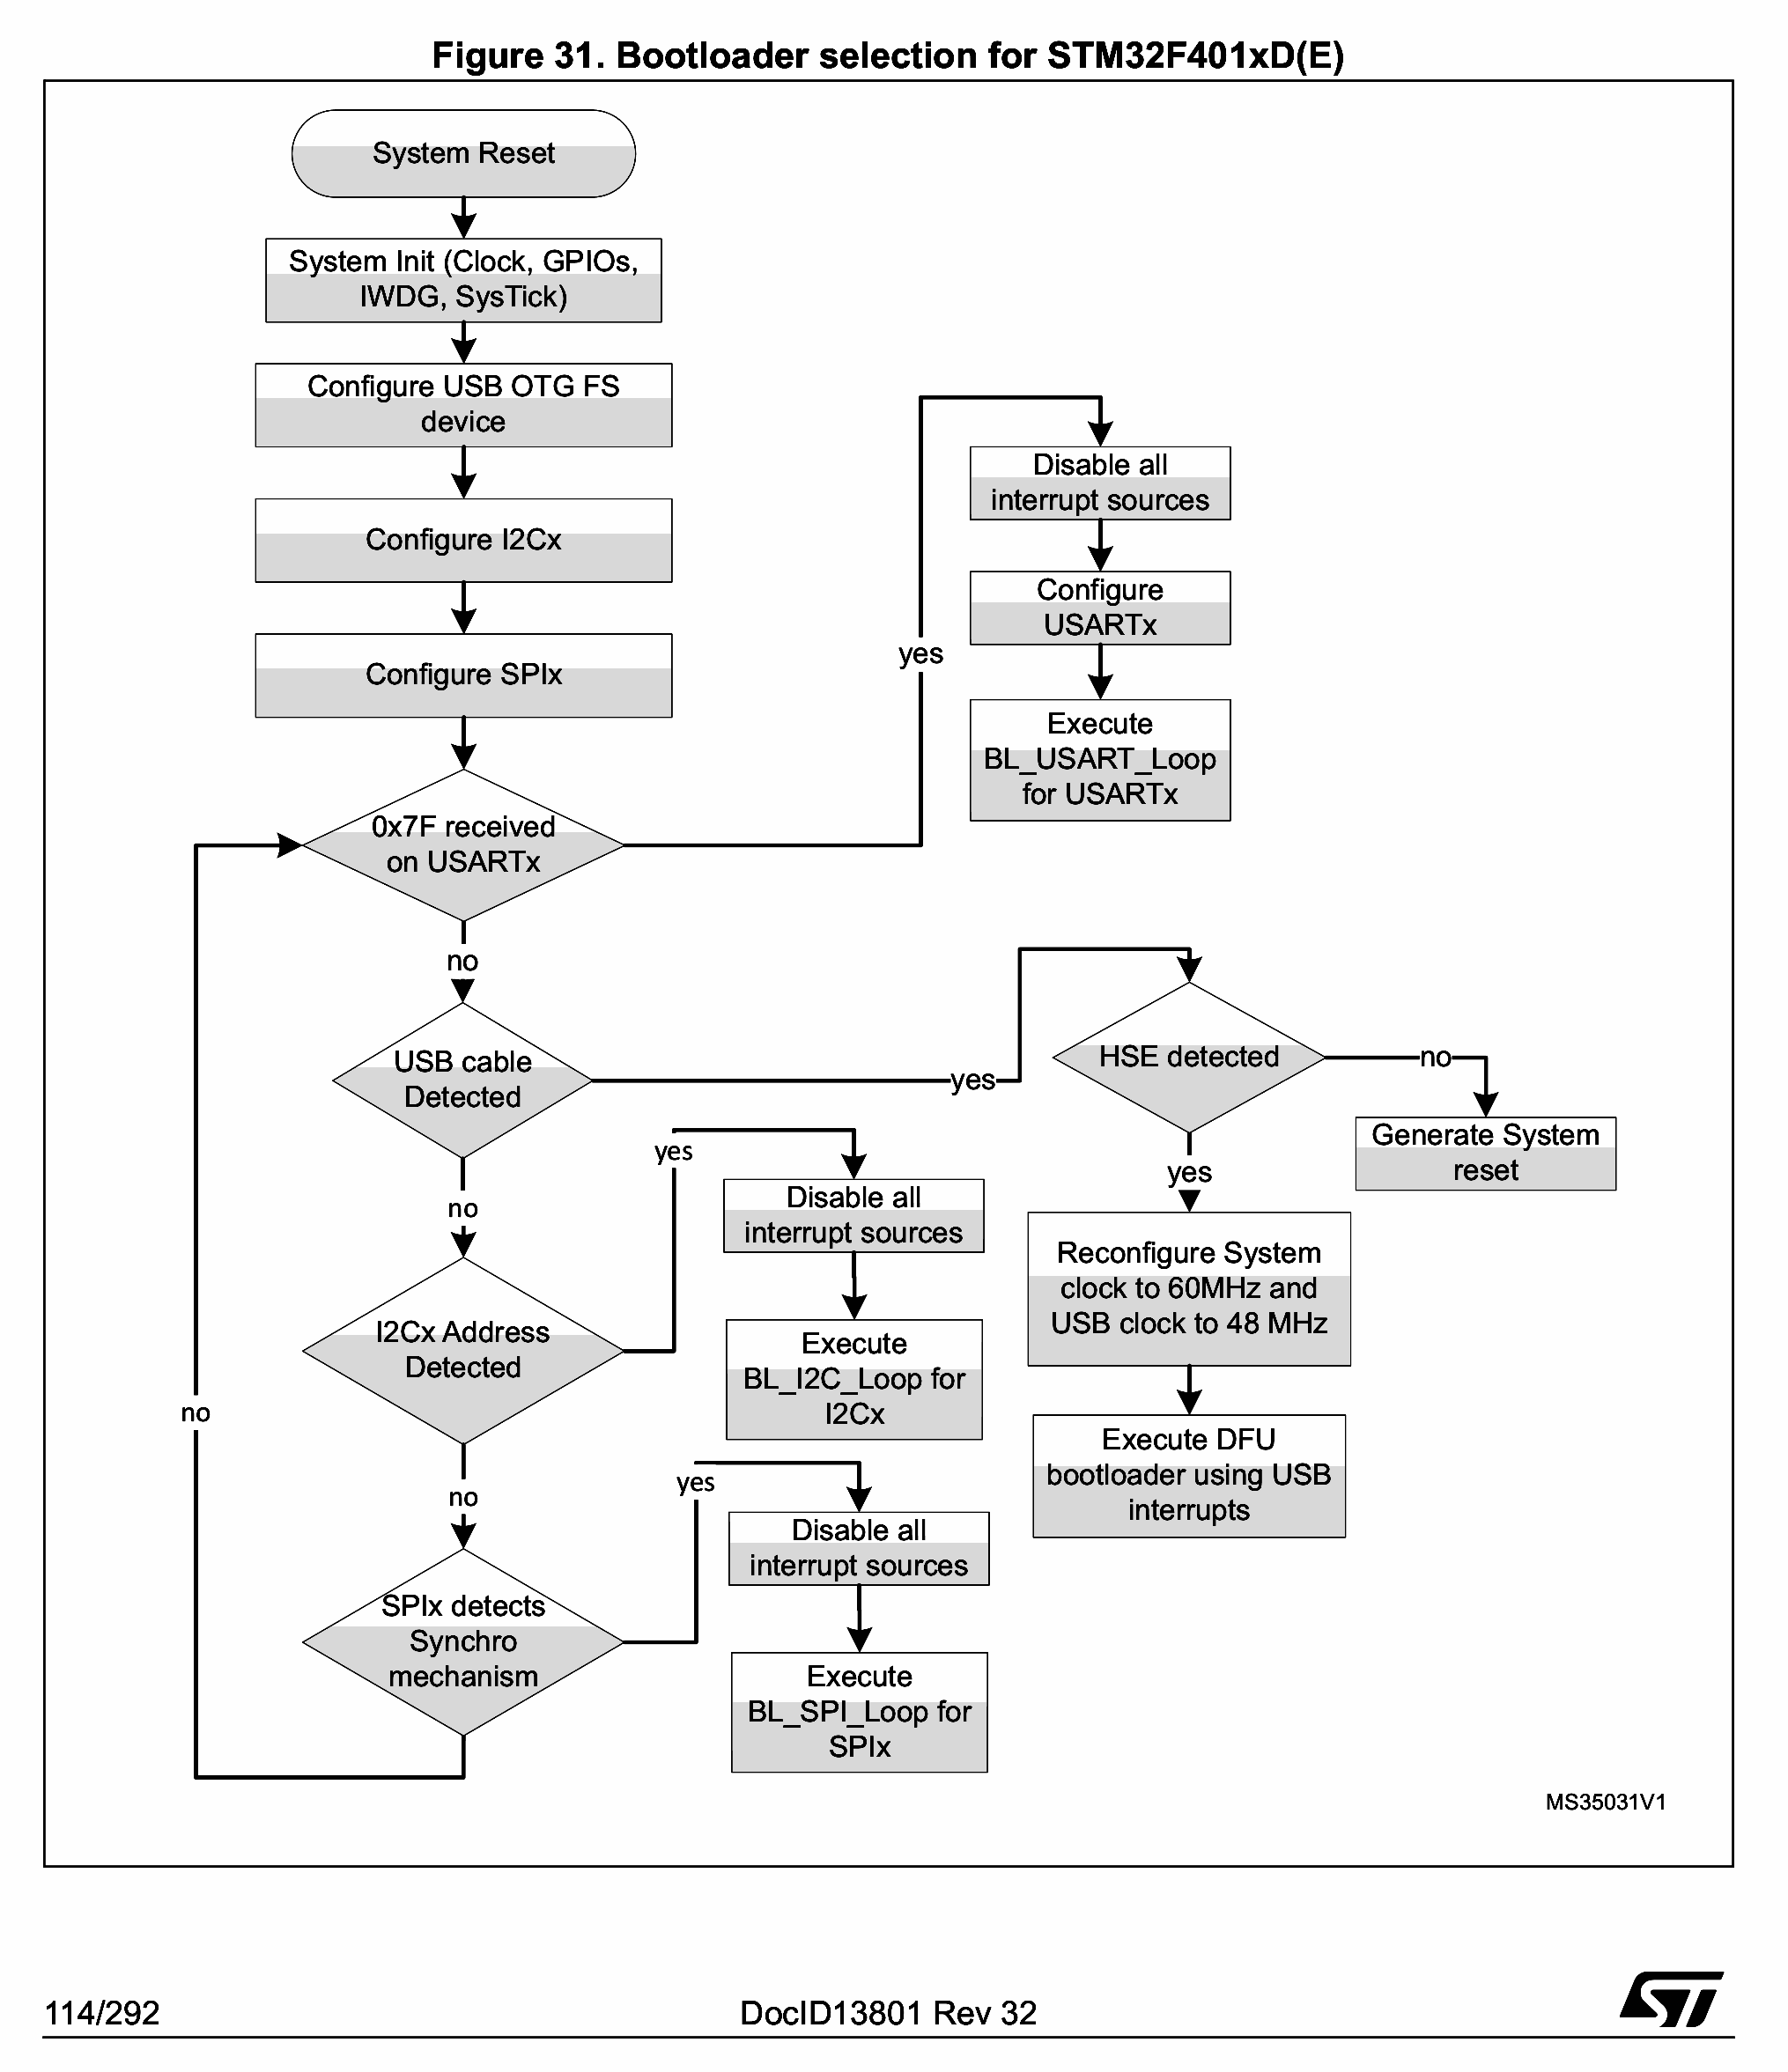 Figure 31. Bootloader selection for STM32F401xD(E)
System Reset
System Init (Clock, GPIOs,
IWDG, SysTick)
Configure USB OTG FS
device
Configure I2Cx
Configure SPIx
0x7F received
on USARTx
yes
Disable all
interrupt sources
Configure
USARTx
Execute
BL_USART_Loop
for USARTx
no
USB cable
Detected
yes
HSE detected
no
Generate System
reset
yes
Reconfigure System
clock to 60MHz and
USB clock to 48 MHz
Execute DFU
bootloader using USB
interrupts
no
I2Cx Address
Detected
yes
Disable all
interrupt sources
Execute
BL_I2C_Loop for
I2Cx
no
SPIx detects
Synchro
mechanism
yes
Disable all
interrupt sources
Execute
BL_SPI_Loop for
SPIx
no
MS35031V1
114/292
DocID13801 Rev 32
ST